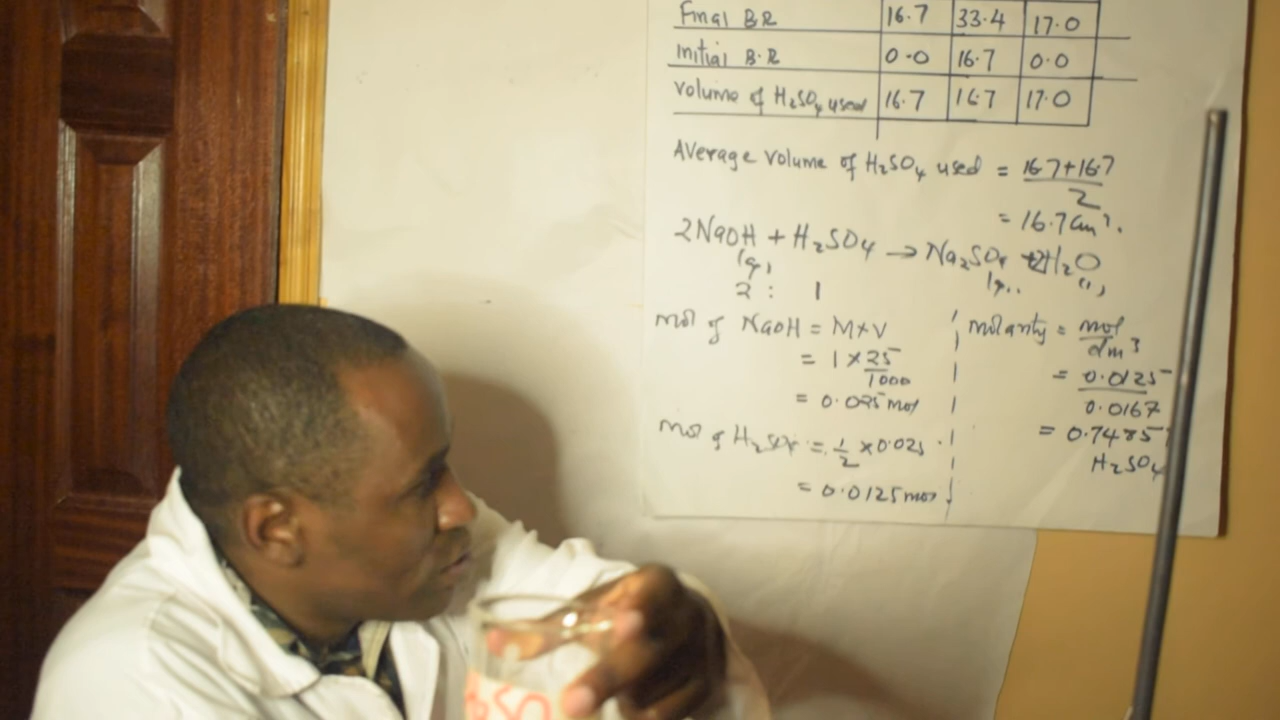 Final BR 16.7 33.4 17.0
Initial B.R 0.0 16.7 0.0
Volume of H₂SO₄ used 16.7 16.7 17.0
Average volume of H₂SO₄ used = 16.7+16.7
2
= 16.7cm³.
2NaOH + H₂SO₄ → Na₂SO₄ + 2H₂O
2 : 1
mol of NaOH = M×V
= 1 × 25
1000
= 0.025 mol
mol of H₂SO₄ = 1/2 × 0.025
= 0.0125 mol
molarity = mol
dm³
= 0.0125
0.0167
= 0.7485
H₂SO₄